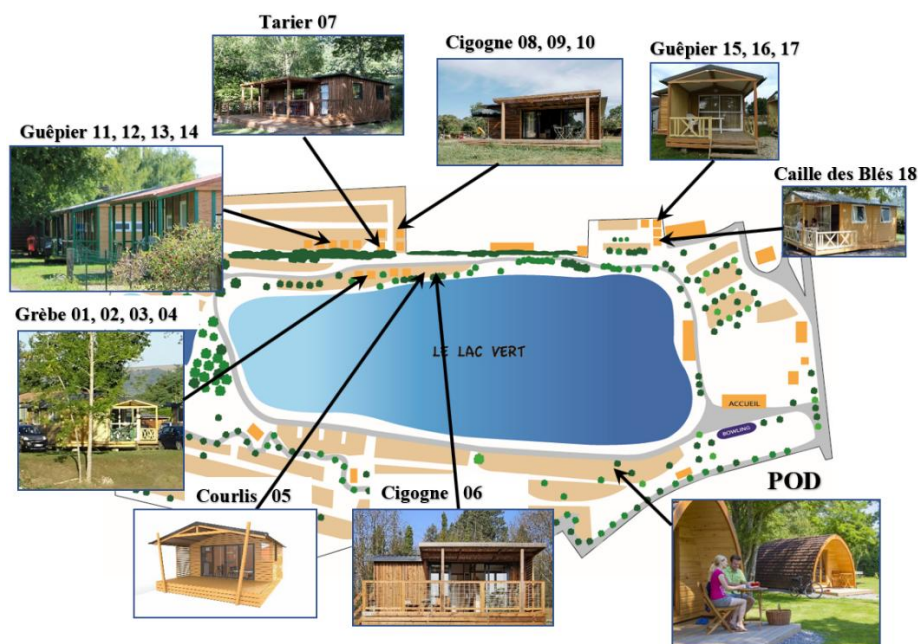 Tarier 07
Cigogne 08, 09, 10
Guêpier 15, 16, 17
Guêpier 11, 12, 13, 14
Caille des Blés 18
Grèbe 01, 02, 03, 04
LE LAC VERT
ACCUEIL
BOWLING
Courlis 05
Cigogne 06
POD